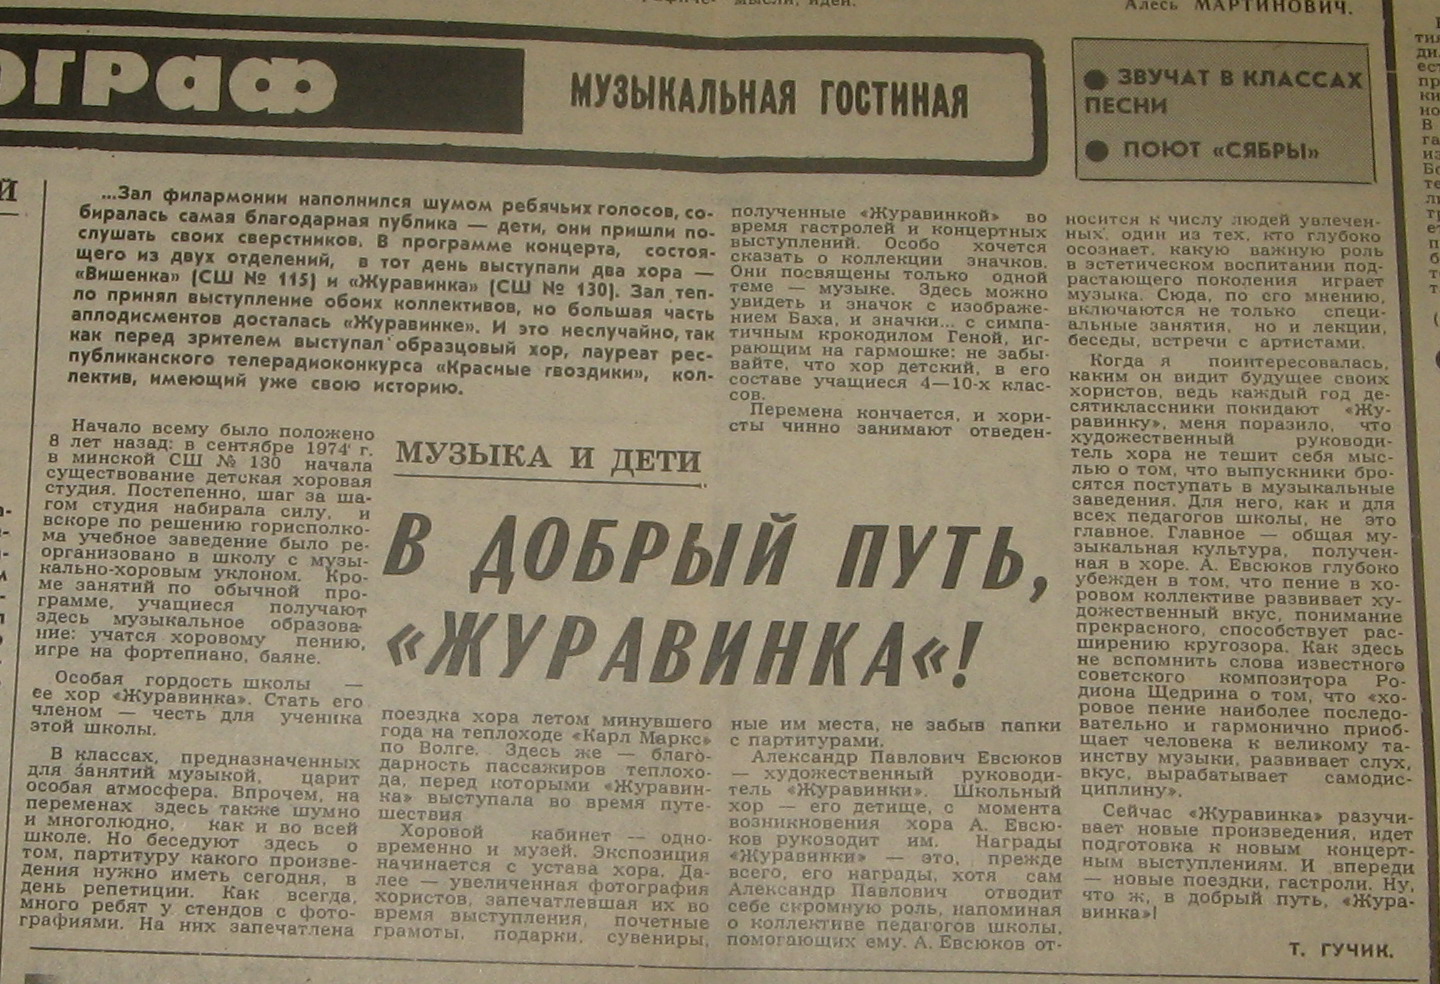 мысли, идеи.
Алесь МАРТИНОВИЧ.
ограф
МУЗЫКАЛЬНАЯ ГОСТИНАЯ
● ЗВУЧАТ В КЛАССАХ
ПЕСНИ
● ПОЮТ «СЯБРЫ»
...Зал филармонии наполнился шумом ребячьих голосов, со-
биралась самая благодарная публика — дети, они пришли по-
слушать своих сверстников. В программе концерта, состоя-
щего из двух отделений, в тот день выступали два хора —
«Вишенка» (СШ № 115) и «Журавинка» (СШ № 130). Зал теп-
ло принял выступление обоих коллективов, но большая часть
аплодисментов досталась «Журавинке». И это неслучайно, так
как перед зрителем выступал образцовый хор, лауреат рес-
публиканского телерадиоконкурса «Красные гвоздики», кол-
лектив, имеющий уже свою историю.
МУЗЫКА И ДЕТИ
В ДОБРЫЙ ПУТЬ,
«ЖУРАВИНКА«!
Начало всему было положено
8 лет назад: в сентябре 1974 г.
в минской СШ № 130 начала
существование детская хоровая
студия. Постепенно, шаг за ша-
гом студия набирала силу, и
вскоре по решению горисполко-
ма учебное заведение было ре-
организовано в школу с музы-
кально-хоровым уклоном. Кро-
ме занятий по обычной про-
грамме, учащиеся получают
здесь музыкальное образова-
ние: учатся хоровому пению,
игре на фортепиано, баяне.
Особая гордость школы —
ее хор «Журавинка». Стать его
членом — честь для ученика
этой школы.
В классах, предназначенных
для занятий музыкой, царит
особая атмосфера. Впрочем, на
переменах здесь также шумно
и многолюдно, как и во всей
школе. Но беседуют здесь о
том, партитуру какого произве-
дения нужно иметь сегодня, в
день репетиции. Как всегда,
много ребят у стендов с фото-
графиями. На них запечатлена
поездка хора летом минувшего
года на теплоходе «Карл Маркс»
по Волге. Здесь же — благо-
дарность пассажиров теплохо-
да, перед которыми «Журавин-
ка» выступала во время путе-
шествия
Хоровой кабинет — одно-
временно и музей. Экспозиция
начинается с устава хора. Да-
лее — увеличенная фотография
хористов, запечатлевшая их во
время выступления, почетные
грамоты, подарки, сувениры,
полученные «Журавинкой» во
время гастролей и концертных
выступлений. Особо хочется
сказать о коллекции значков.
Они посвящены только одной
теме — музыке. Здесь можно
увидеть и значок с изображе-
нием Баха, и значки... с симпа-
тичным крокодилом Геной, иг-
рающим на гармошке: не забы-
вайте, что хор детский, в его
составе учащиеся 4—10-х клас-
сов.
Перемена кончается, и хори-
сты чинно занимают отведен-
ные им места, не забыв папки
с партитурами.
Александр Павлович Евсюков
— художественный руководи-
тель «Журавинки». Школьный
хор — его детище, с момента
возникновения хора А. Евсю-
ков руководит им. Награды
«Журавинки» — это, прежде
всего, его награды, хотя сам
Александр Павлович отводит
себе скромную роль, напоминая
о коллективе педагогов школы,
помогающих ему. А. Евсюков от-
носится к числу людей увлечен-
ных, один из тех, кто глубоко
осознает, какую важную роль
в эстетическом воспитании под-
растающего поколения играет
музыка. Сюда, по его мнению,
включаются не только специ-
альные занятия, но и лекции,
беседы, встречи с артистами.
Когда я поинтересовалась,
каким он видит будущее своих
хористов, ведь каждый год де-
сятиклассники покидают «Жу-
равинку», меня поразило, что
художественный руководи-
тель хора не тешит себя мыс-
лью о том, что выпускники бро-
сятся поступать в музыкальные
заведения. Для него, как и для
всех педагогов школы, не это
главное. Главное — общая му-
зыкальная культура, получен-
ная в хоре. А. Евсюков глубоко
убежден в том, что пение в хо-
ровом коллективе развивает ху-
дожественный вкус, понимание
прекрасного, способствует рас-
ширению кругозора. Как здесь
не вспомнить слова известного
советского композитора Ро-
диона Щедрина о том, что «хо-
ровое пение наиболее последо-
вательно и гармонично приоб-
щает человека к великому та-
инству музыки, развивает слух,
вкус, вырабатывает самодис-
циплину».
Сейчас «Журавинка» разучи-
вает новые произведения, идет
подготовка к новым концерт-
ным выступлениям. И впереди
— новые поездки, гастроли. Ну,
что ж, в добрый путь, «Жура-
винка»!
Т. ГУЧИК.